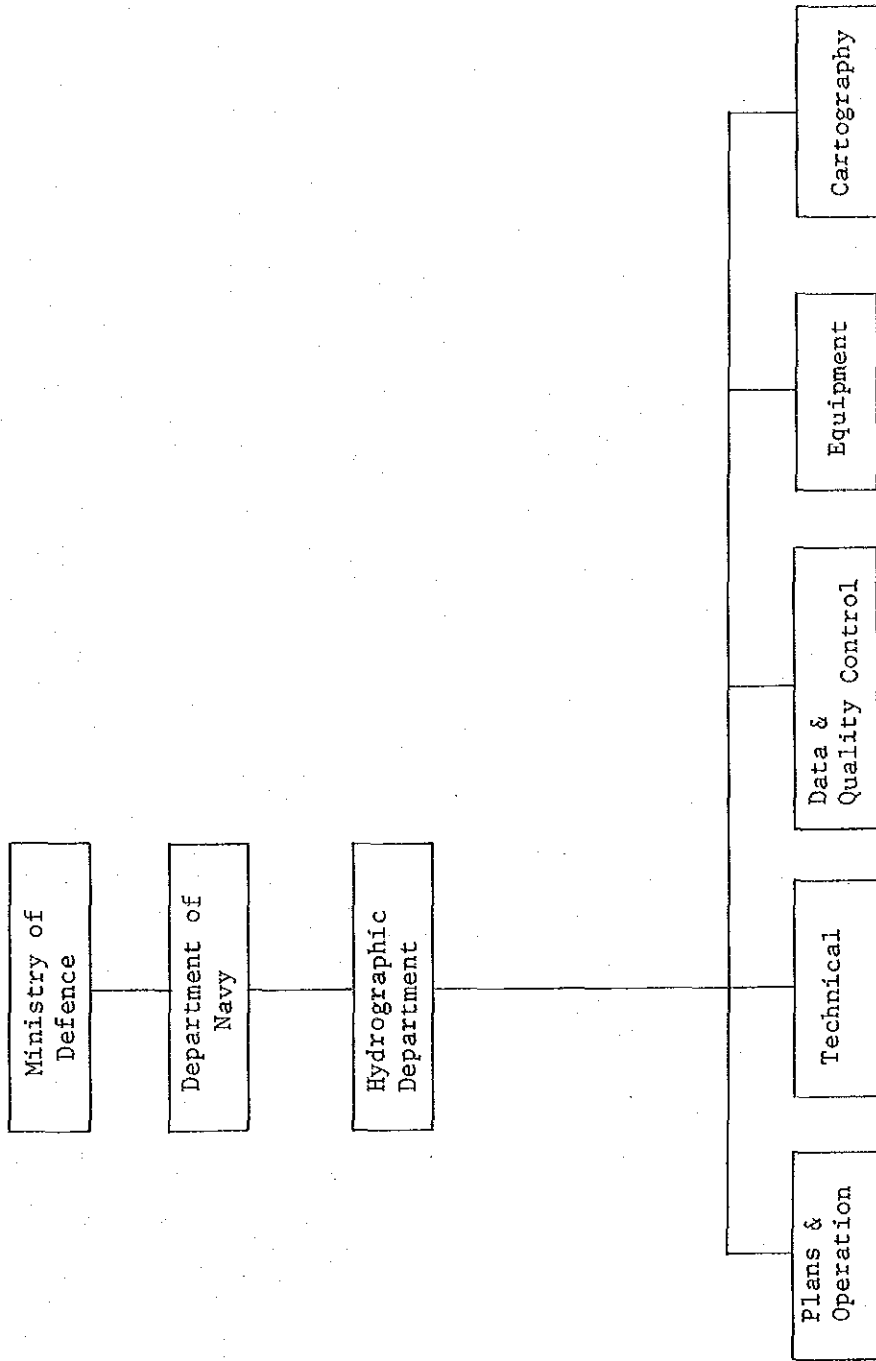 Ministry of
Defence
Department of
Navy
Hydrographic
Department
Plans &
Operation
Technical
Data &
Quality Control
Equipment
Cartography